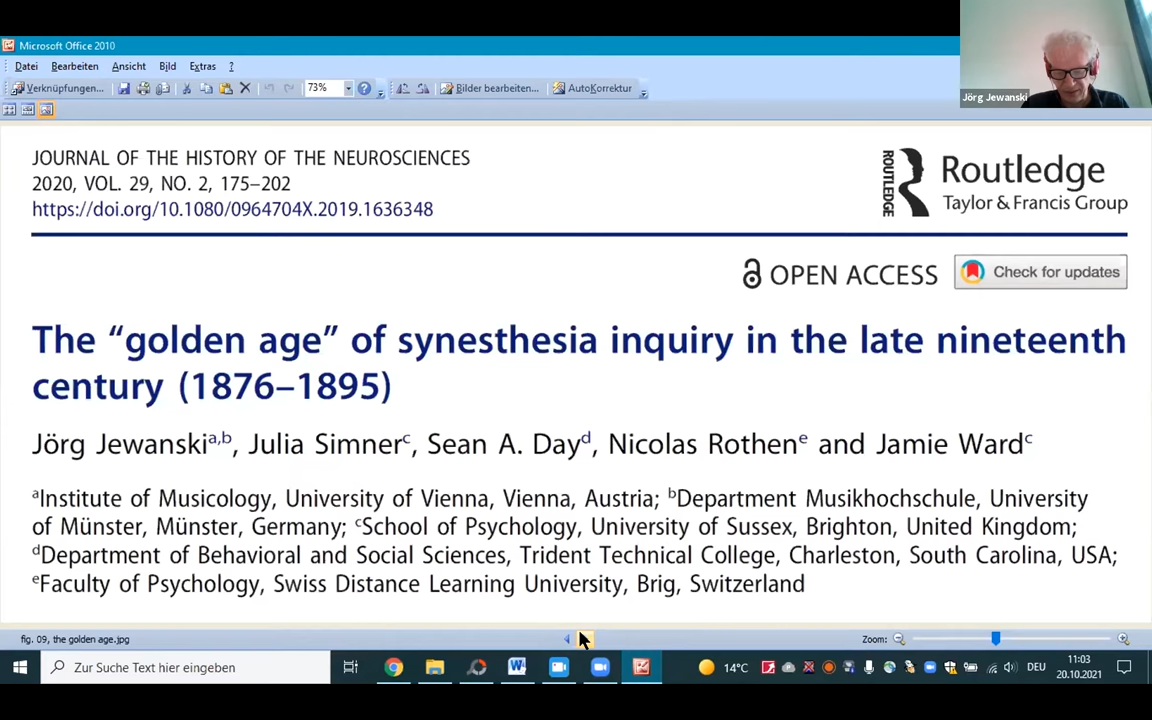 Microsoft Office 2010
Datei Bearbeiten Ansicht Bild Extras ?
Verknüpfungen... 73% Bilder bearbeiten... AutoKorrektur
Jörg Jewanski
JOURNAL OF THE HISTORY OF THE NEUROSCIENCES
2020, VOL. 29, NO. 2, 175–202
https://doi.org/10.1080/0964704X.2019.1636348
ROUTLEDGE
Routledge
Taylor & Francis Group
OPEN ACCESS
Check for updates
The “golden age” of synesthesia inquiry in the late nineteenth
century (1876–1895)
Jörg Jewanskia,b, Julia Simnerc, Sean A. Dayd, Nicolas Rothene and Jamie Wardc
aInstitute of Musicology, University of Vienna, Vienna, Austria; bDepartment Musikhochschule, University
of Münster, Münster, Germany; cSchool of Psychology, University of Sussex, Brighton, United Kingdom;
dDepartment of Behavioral and Social Sciences, Trident Technical College, Charleston, South Carolina, USA;
eFaculty of Psychology, Swiss Distance Learning University, Brig, Switzerland
fig. 09, the golden age.jpg Zoom:
Zur Suche Text hier eingeben 14°C DEU 11:03
20.10.2021